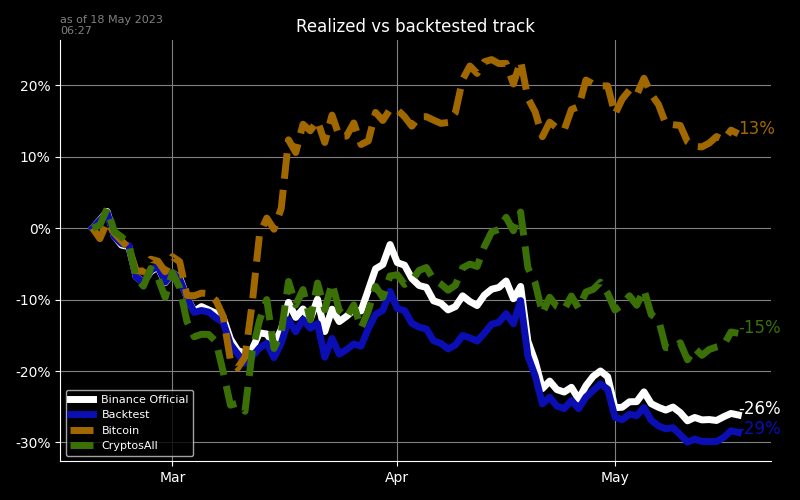 as of 18 May 2023
06:27
Realized vs backtested track
20%
10%
0%
-10%
-20%
-30%
13%
-15%
-26%
-29%
Binance Official
Backtest
Bitcoin
CryptosAll
Mar
Apr
May